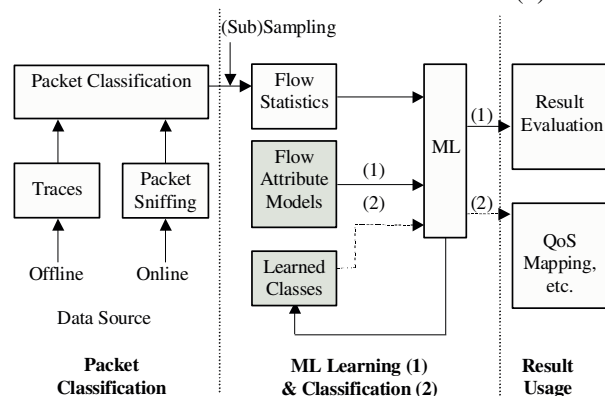 (Sub)Sampling
Packet Classification
Traces
Packet
Sniffing
Offline
Online
Data Source
Packet
Classification
Flow
Statistics
Flow
Attribute
Models
Learned
Classes
(1)
(2)
ML
ML Learning (1)
& Classification (2)
(1)
(2)
Result
Evaluation
QoS
Mapping,
etc.
Result
Usage